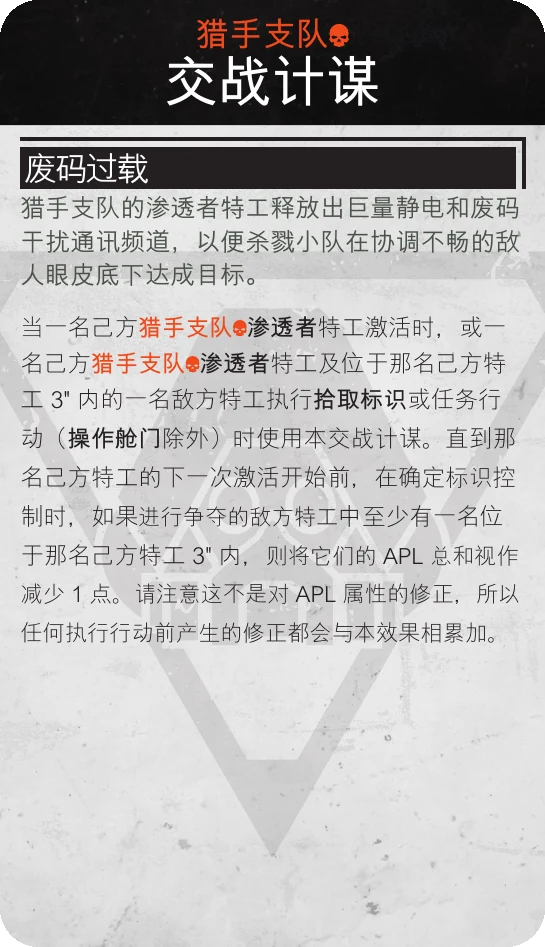 猎手支队
交战计谋
废码过载
猎手支队的渗透者特工释放出巨量静电和废码
干扰通讯频道，以便杀戮小队在协调不畅的敌
人眼皮底下达成目标。
当一名己方猎手支队渗透者特工激活时，或一
名己方猎手支队渗透者特工及位于那名己方特
工 3" 内的一名敌方特工执行拾取标识或任务行
动（操作舱门除外）时使用本交战计谋。直到那
名己方特工的下一次激活开始前，在确定标识控
制时，如果进行争夺的敌方特工中至少有一名位
于那名己方特工 3" 内，则将它们的 APL 总和视作
减少 1 点。请注意这不是对 APL 属性的修正，所以
任何执行行动前产生的修正都会与本效果相累加。